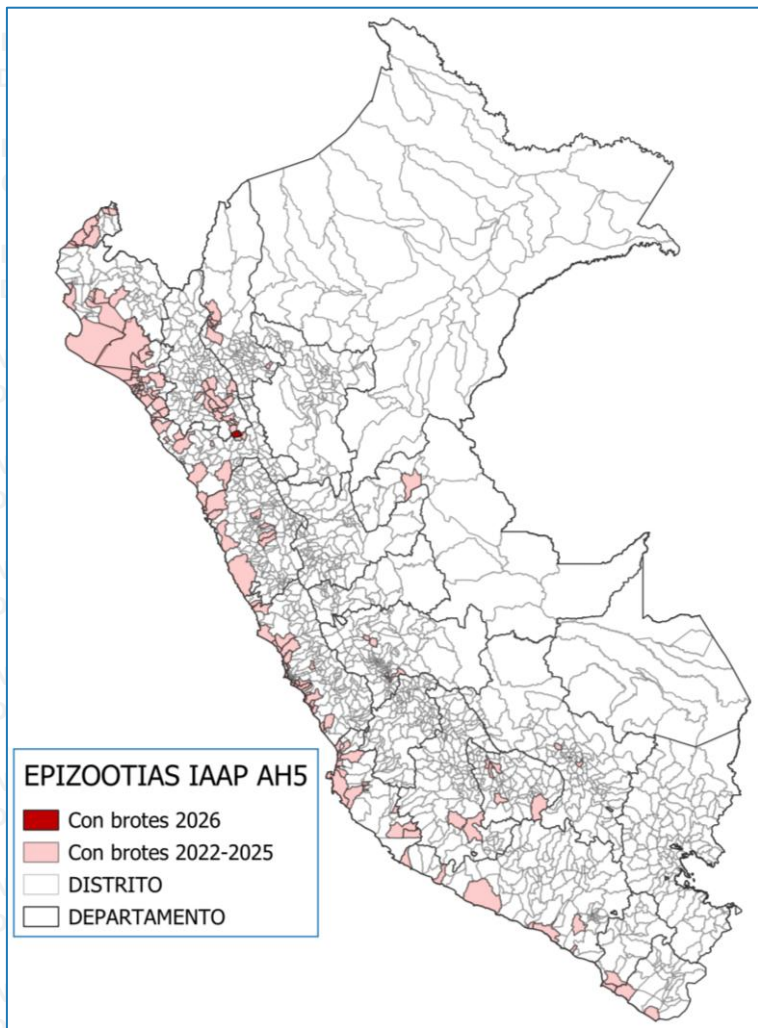 EPIZOOTIAS IAAP AH5
Con brotes 2026
Con brotes 2022-2025
DISTRITO
DEPARTAMENTO